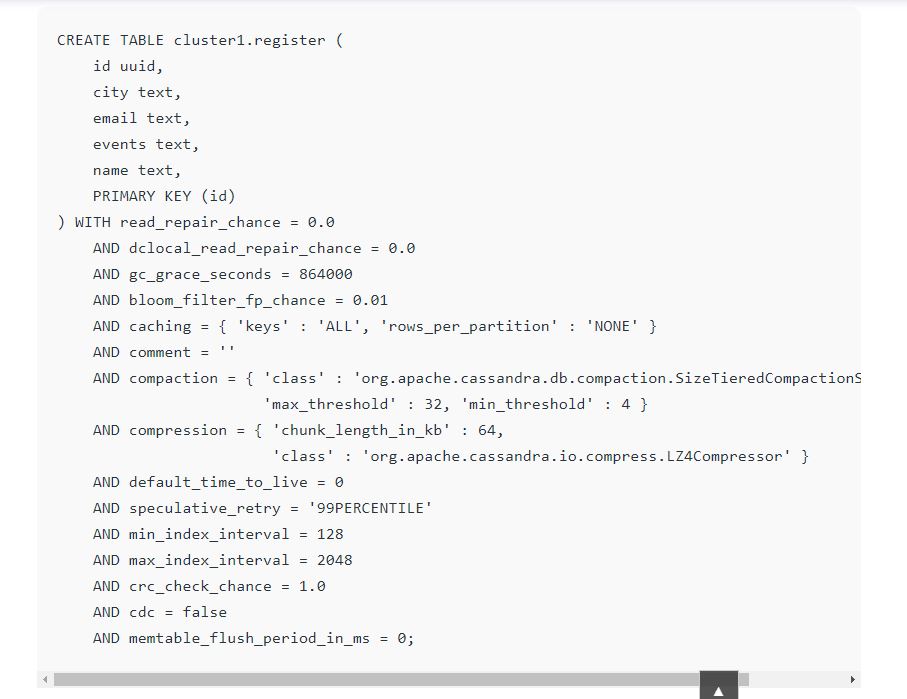 CREATE TABLE cluster1.register (
    id uuid,
    city text,
    email text,
    events text,
    name text,
    PRIMARY KEY (id)
) WITH read_repair_chance = 0.0
    AND dclocal_read_repair_chance = 0.0
    AND gc_grace_seconds = 864000
    AND bloom_filter_fp_chance = 0.01
    AND caching = { 'keys' : 'ALL', 'rows_per_partition' : 'NONE' }
    AND comment = ''
    AND compaction = { 'class' : 'org.apache.cassandra.db.compaction.SizeTieredCompactionS
                       'max_threshold' : 32, 'min_threshold' : 4 }
    AND compression = { 'chunk_length_in_kb' : 64,
                        'class' : 'org.apache.cassandra.io.compress.LZ4Compressor' }
    AND default_time_to_live = 0
    AND speculative_retry = '99PERCENTILE'
    AND min_index_interval = 128
    AND max_index_interval = 2048
    AND crc_check_chance = 1.0
    AND cdc = false
    AND memtable_flush_period_in_ms = 0;